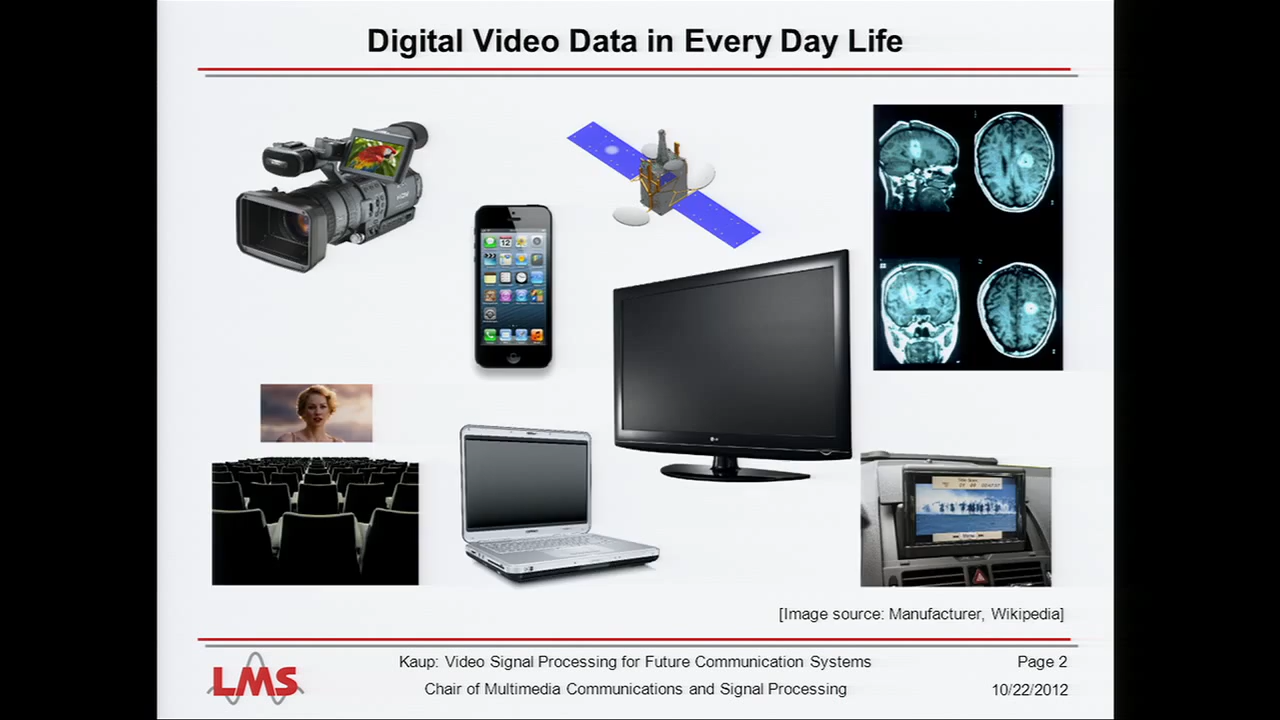 Digital Video Data in Every Day Life
[Image source: Manufacturer, Wikipedia]
LMS
Kaup: Video Signal Processing for Future Communication Systems
Page 2
Chair of Multimedia Communications and Signal Processing
10/22/2012